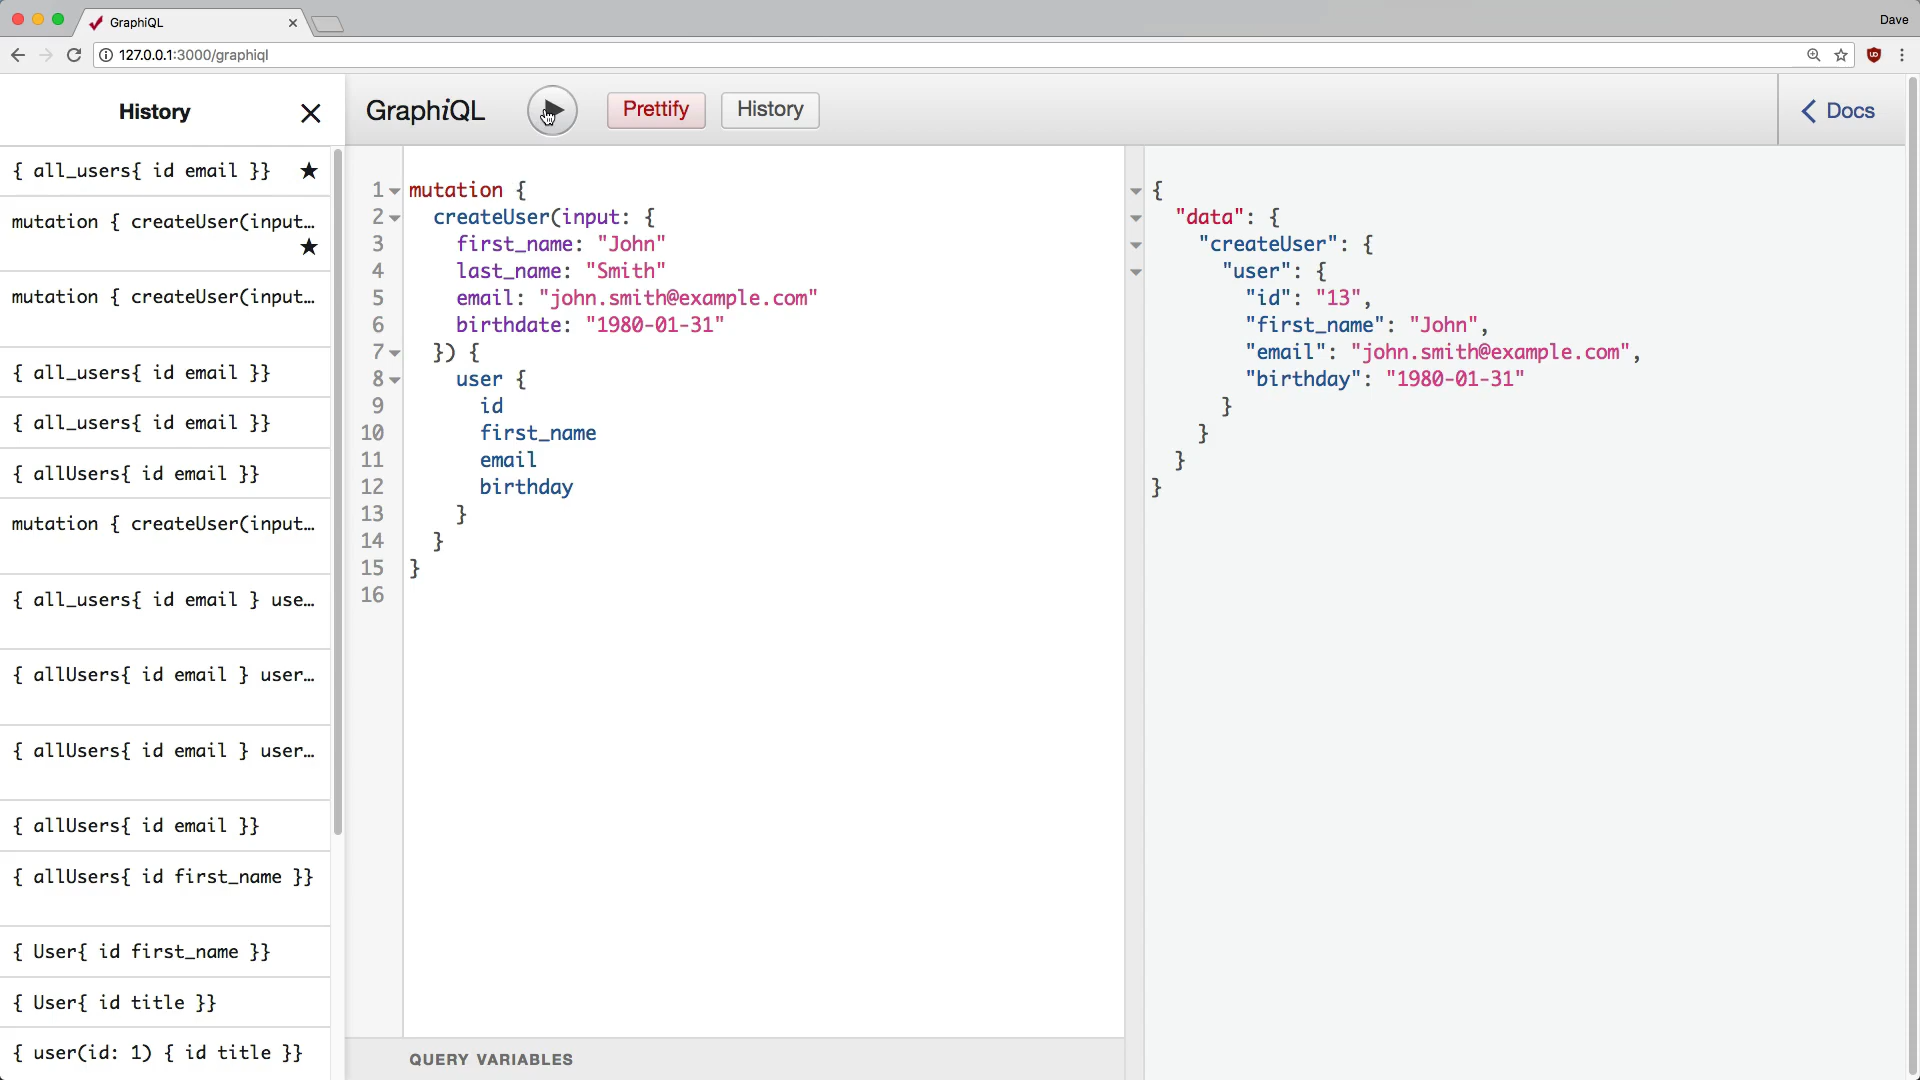 GraphiQL
Dave
127.0.0.1:3000/graphiql
History
{ all_users{ id email }} ★
mutation { createUser(input…
★
mutation { createUser(input…
{ all_users{ id email }}
{ all_users{ id email }}
{ allUsers{ id email }}
mutation { createUser(input…
{ all_users{ id email } use…
{ allUsers{ id email } user…
{ allUsers{ id email } user…
{ allUsers{ id email }}
{ allUsers{ id first_name }}
{ User{ id first_name }}
{ User{ id title }}
{ user(id: 1) { id title }}
GraphiQL Prettify History
Docs
1 mutation {
2 createUser(input: {
3 first_name: "John"
4 last_name: "Smith"
5 email: "john.smith@example.com"
6 birthdate: "1980-01-31"
7 }) {
8 user {
9 id
10 first_name
11 email
12 birthday
13 }
14 }
15 }
16
QUERY VARIABLES
{
"data": {
"createUser": {
"user": {
"id": "13",
"first_name": "John",
"email": "john.smith@example.com",
"birthday": "1980-01-31"
}
}
}
}